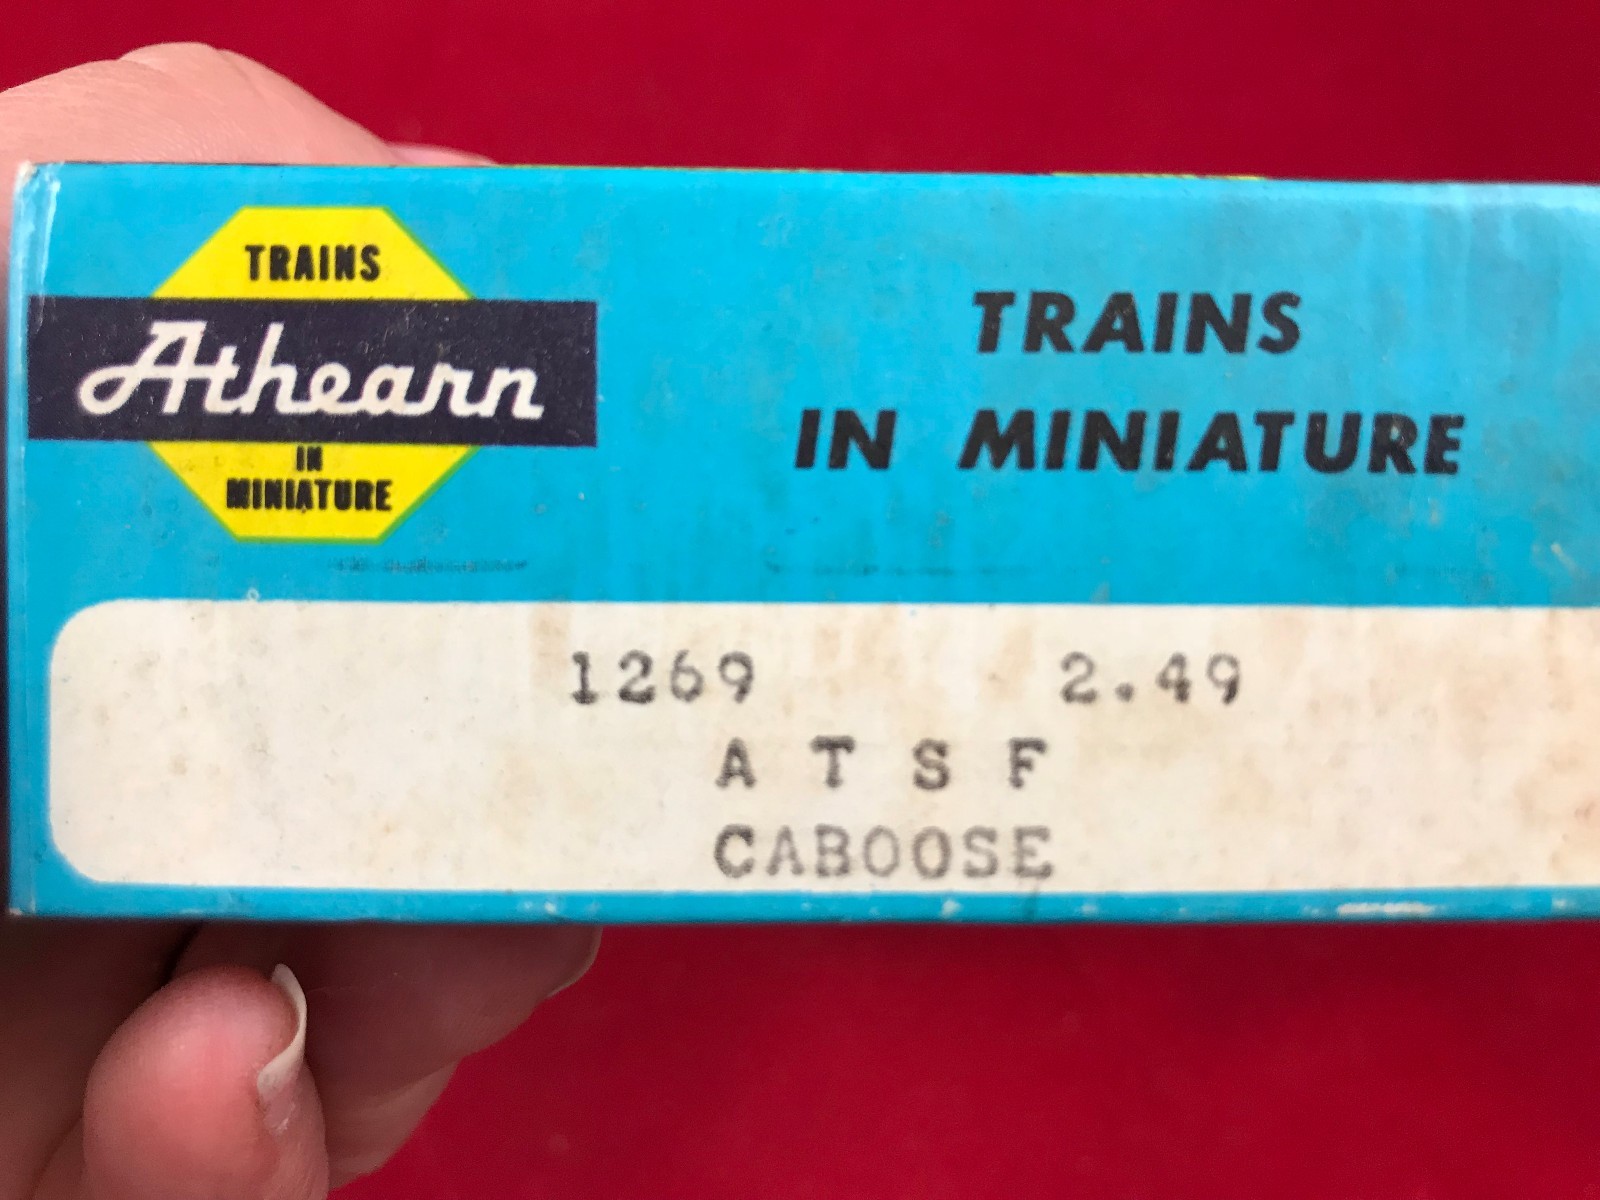 TRAINS
Athearn
IN
MINIATURE
TRAINS
IN MINIATURE
1269 2.49
A T S F
CABOOSE